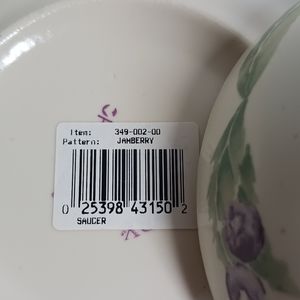 Item: 349-002-00
Pattern: JAMBERRY
0 25398 43150 2
SAUCER